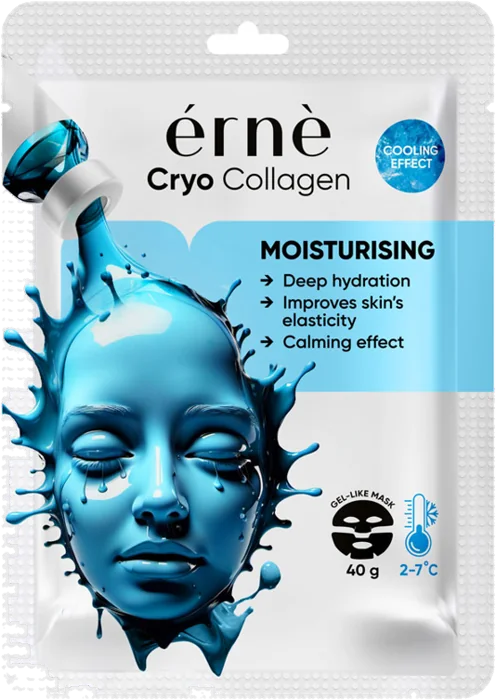 érnè
Cryo Collagen
COOLING
EFFECT
MOISTURISING
→ Deep hydration
→ Improves skin's
elasticity
→ Calming effect
GEL-LIKE MASK
40 g
2-7°C